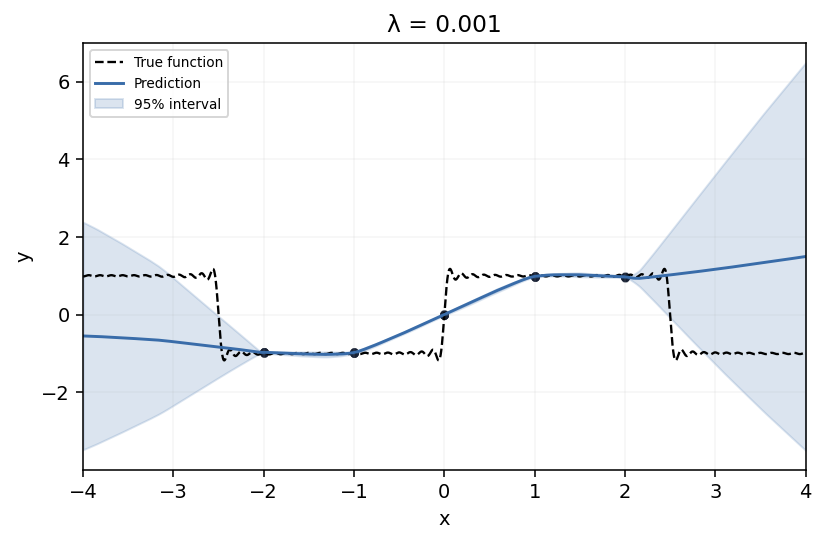 λ = 0.001
True function
Prediction
95% interval
6
4
2
0
−2
y
−4 −3 −2 −1 0 1 2 3 4
x